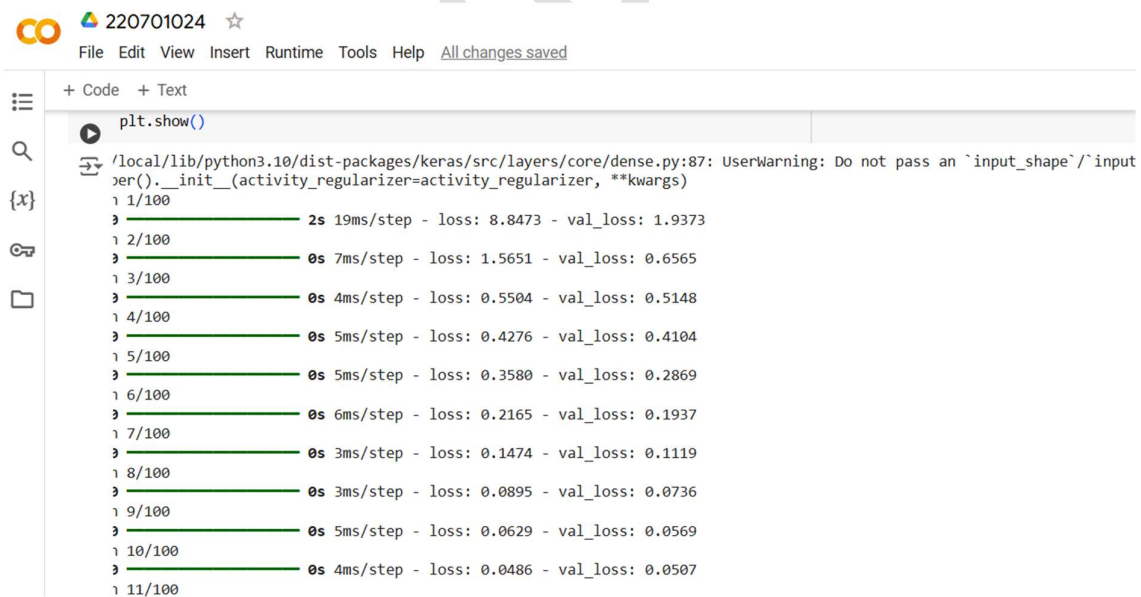 220701024
File Edit View Insert Runtime Tools Help All changes saved
+ Code + Text
plt.show()
/local/lib/python3.10/dist-packages/keras/src/layers/core/dense.py:87: UserWarning: Do not pass an `input_shape`/`input
per().__init__(activity_regularizer=activity_regularizer, **kwargs)
1/100
2s 19ms/step - loss: 8.8473 - val_loss: 1.9373
2/100
0s 7ms/step - loss: 1.5651 - val_loss: 0.6565
3/100
0s 4ms/step - loss: 0.5504 - val_loss: 0.5148
4/100
0s 5ms/step - loss: 0.4276 - val_loss: 0.4104
5/100
0s 5ms/step - loss: 0.3580 - val_loss: 0.2869
6/100
0s 6ms/step - loss: 0.2165 - val_loss: 0.1937
7/100
0s 3ms/step - loss: 0.1474 - val_loss: 0.1119
8/100
0s 3ms/step - loss: 0.0895 - val_loss: 0.0736
9/100
0s 5ms/step - loss: 0.0629 - val_loss: 0.0569
10/100
0s 4ms/step - loss: 0.0486 - val_loss: 0.0507
11/100
{x}